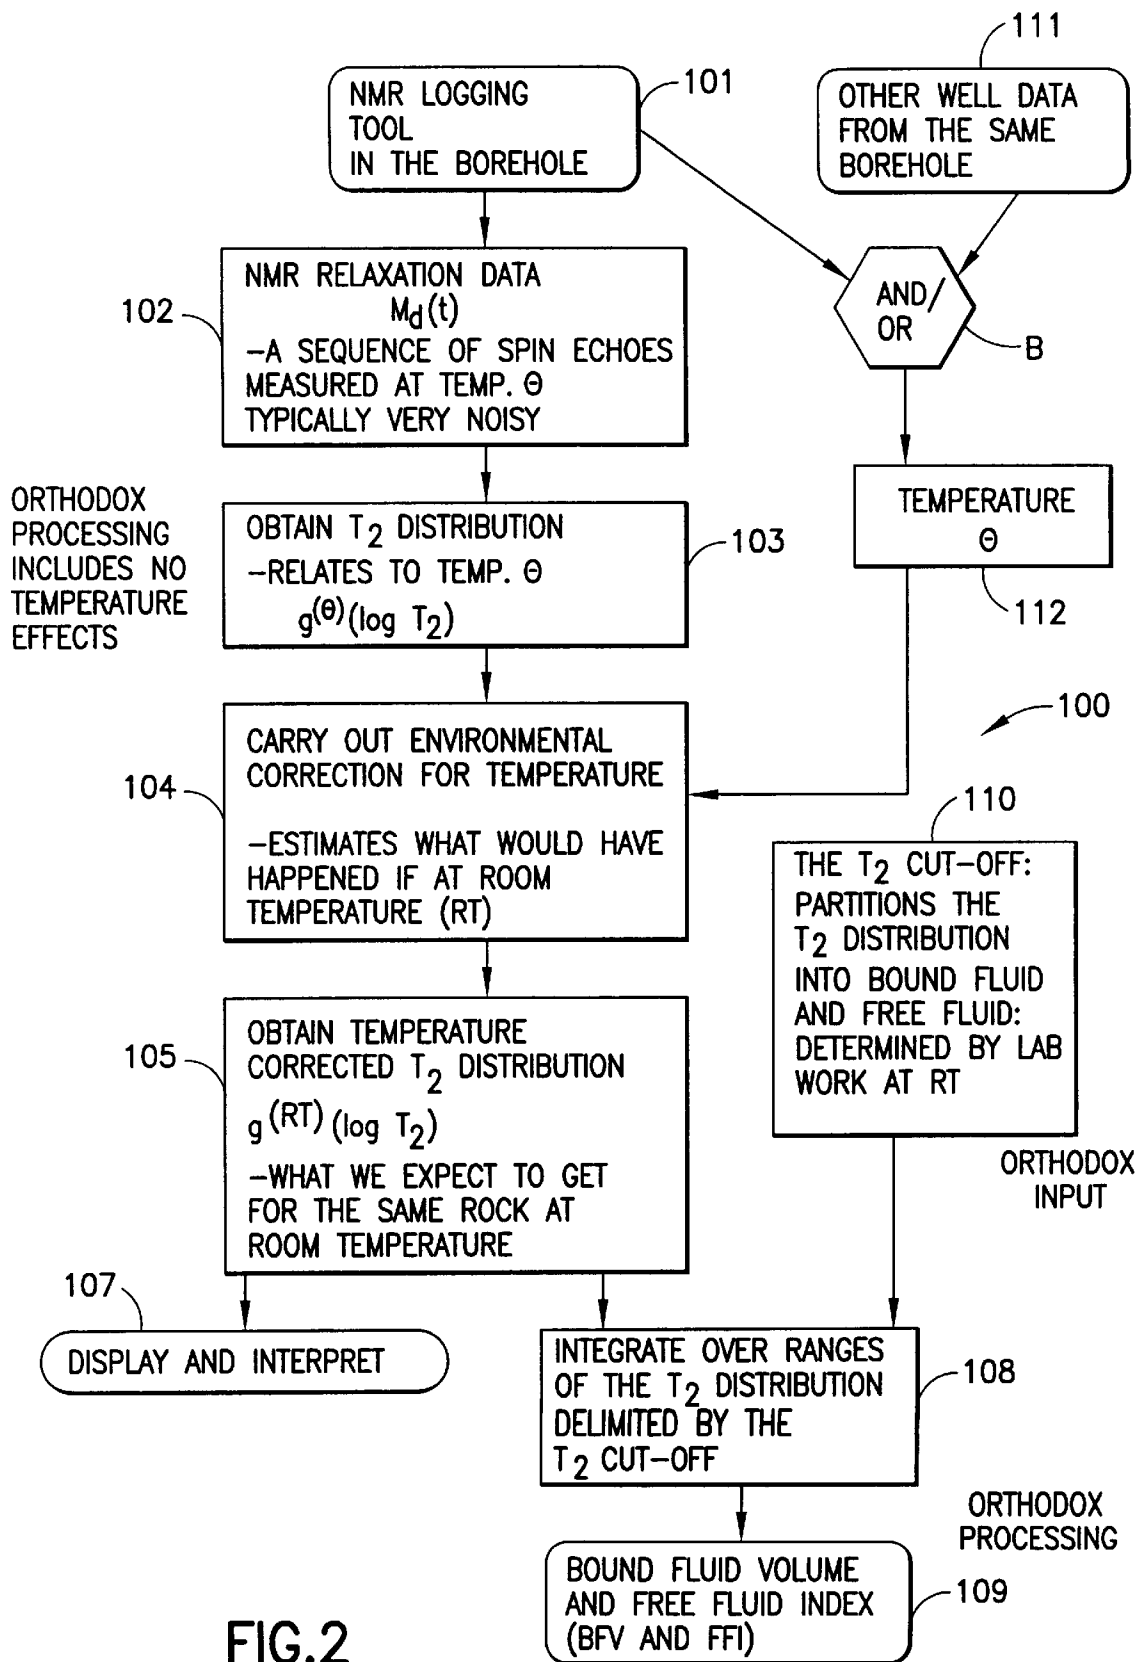 111
101
NMR LOGGING
TOOL
IN THE BOREHOLE
OTHER WELL DATA
FROM THE SAME
BOREHOLE
102
NMR RELAXATION DATA
Md(t)
–A SEQUENCE OF SPIN ECHOES
MEASURED AT TEMP. Θ
TYPICALLY VERY NOISY
AND/
OR
B
ORTHODOX
PROCESSING
INCLUDES NO
TEMPERATURE
EFFECTS
OBTAIN T2 DISTRIBUTION
–RELATES TO TEMP. Θ
g(Θ)(log T2)
103
TEMPERATURE
Θ
112
100
104
CARRY OUT ENVIRONMENTAL
CORRECTION FOR TEMPERATURE
–ESTIMATES WHAT WOULD HAVE
HAPPENED IF AT ROOM
TEMPERATURE (RT)
110
THE T2 CUT–OFF:
PARTITIONS THE
T2 DISTRIBUTION
INTO BOUND FLUID
AND FREE FLUID:
DETERMINED BY LAB
WORK AT RT
ORTHODOX
INPUT
105
OBTAIN TEMPERATURE
CORRECTED T2 DISTRIBUTION
g(RT)(log T2)
–WHAT WE EXPECT TO GET
FOR THE SAME ROCK AT
ROOM TEMPERATURE
107
DISPLAY AND INTERPRET
INTEGRATE OVER RANGES
OF THE T2 DISTRIBUTION
DELIMITED BY THE
T2 CUT–OFF
108
ORTHODOX
PROCESSING
BOUND FLUID VOLUME
AND FREE FLUID INDEX
(BFV AND FFI)
109
FIG.2